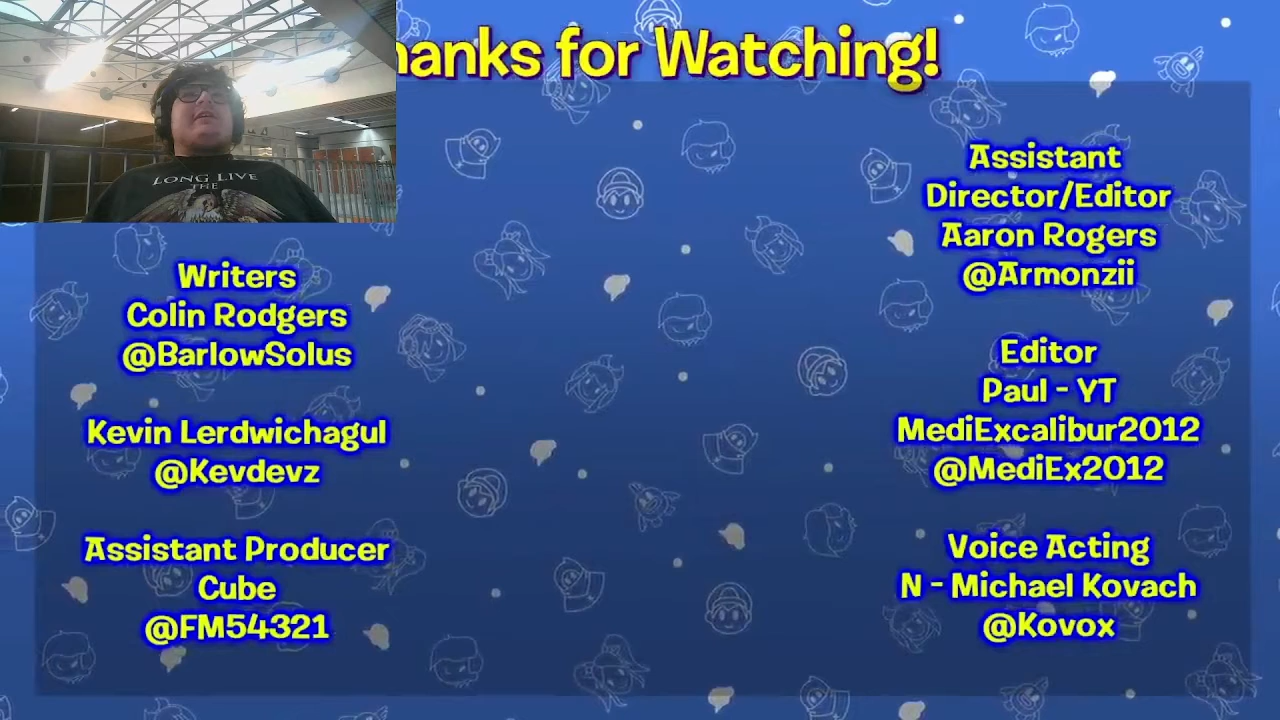 hanks for Watching!
LONG LIVE
THE
Writers
Colin Rodgers
@BarlowSolus
Kevin Lerdwichagul
@Kevdevz
Assistant Producer
Cube
@FM54321
Assistant
Director/Editor
Aaron Rogers
@Armonzii
Editor
Paul - YT
MediExcalibur2012
@MediEx2012
Voice Acting
N - Michael Kovach
@Kovox